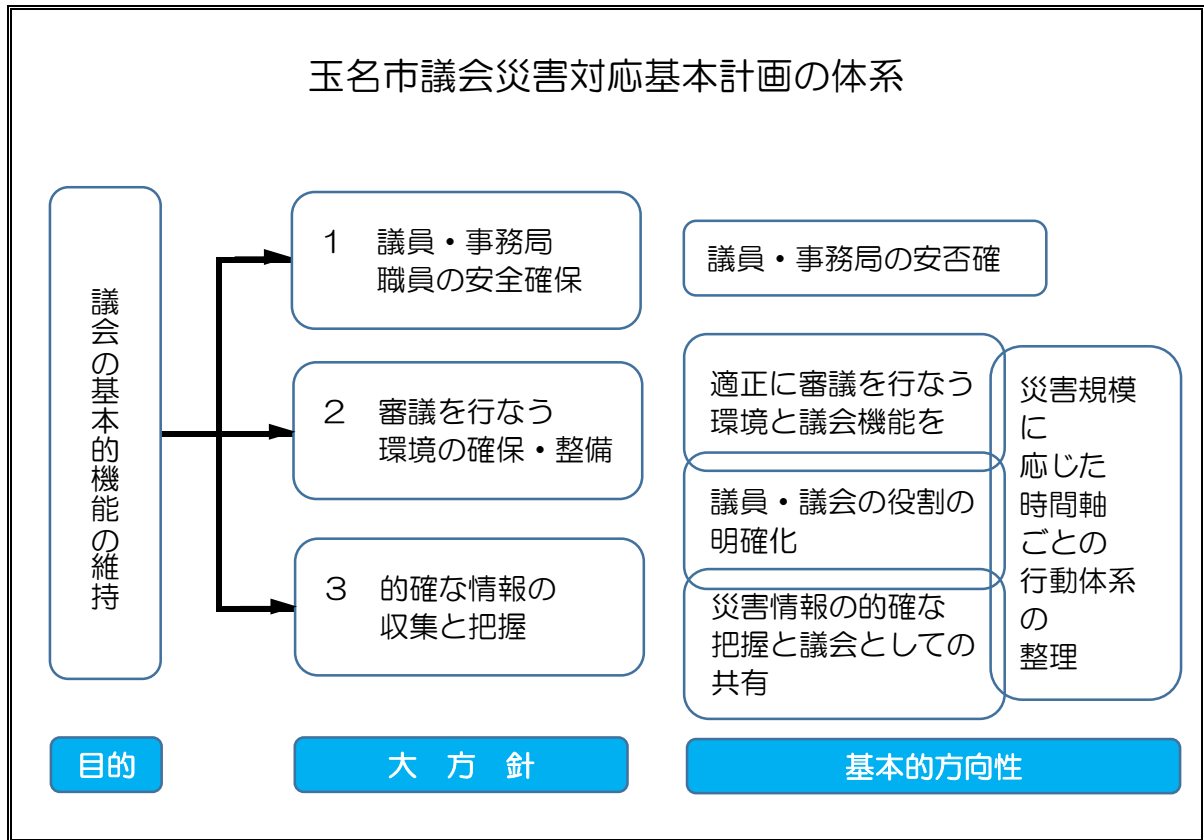 玉名市議会災害対応基本計画の体系
議会の基本的機能の維持
1 議員・事務局
職員の安全確保
2 審議を行なう
環境の確保・整備
3 的確な情報の
収集と把握
議員・事務局の安否確
適正に審議を行なう
環境と議会機能を
議員・議会の役割の
明確化
災害情報の的確な
把握と議会としての
共有
災害規模
に
応じた
時間軸
ごとの
行動体系
の
整理
目的
大 方 針
基本的方向性